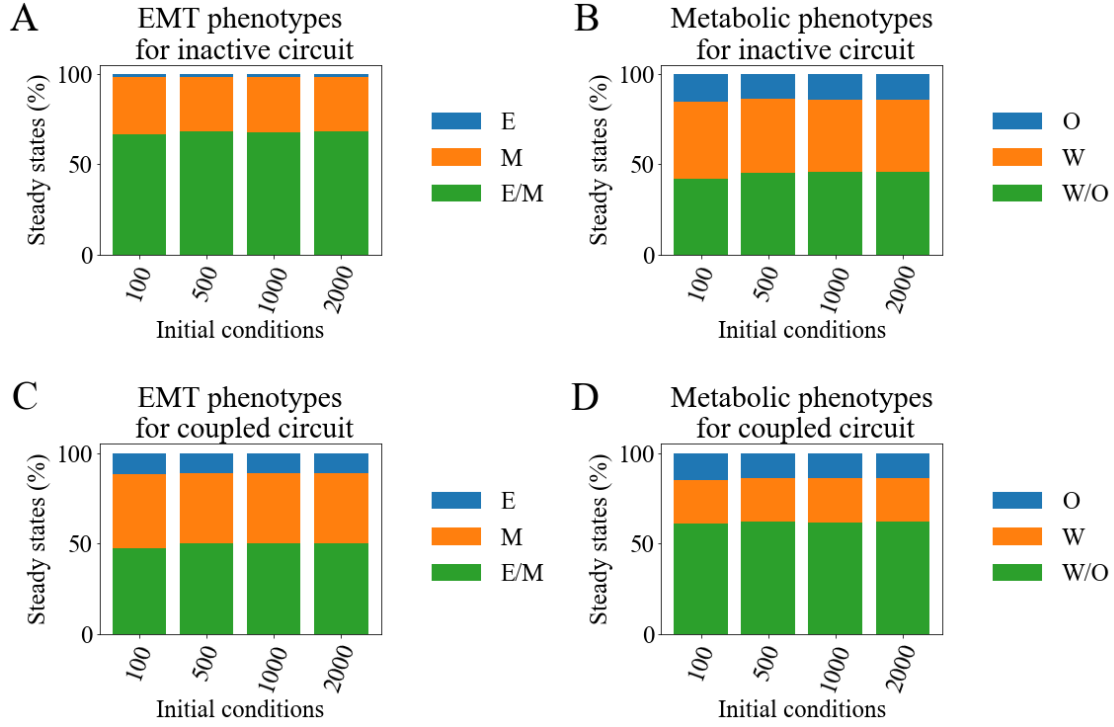 A
EMT phenotypes
for inactive circuit
Steady states (%)
100
50
0
100
500
1000
2000
Initial conditions
E
M
E/M
B
Metabolic phenotypes
for inactive circuit
Steady states (%)
100
50
0
100
500
1000
2000
Initial conditions
O
W
W/O
C
EMT phenotypes
for coupled circuit
Steady states (%)
100
50
0
100
500
1000
2000
Initial conditions
E
M
E/M
D
Metabolic phenotypes
for coupled circuit
Steady states (%)
100
50
0
100
500
1000
2000
Initial conditions
O
W
W/O